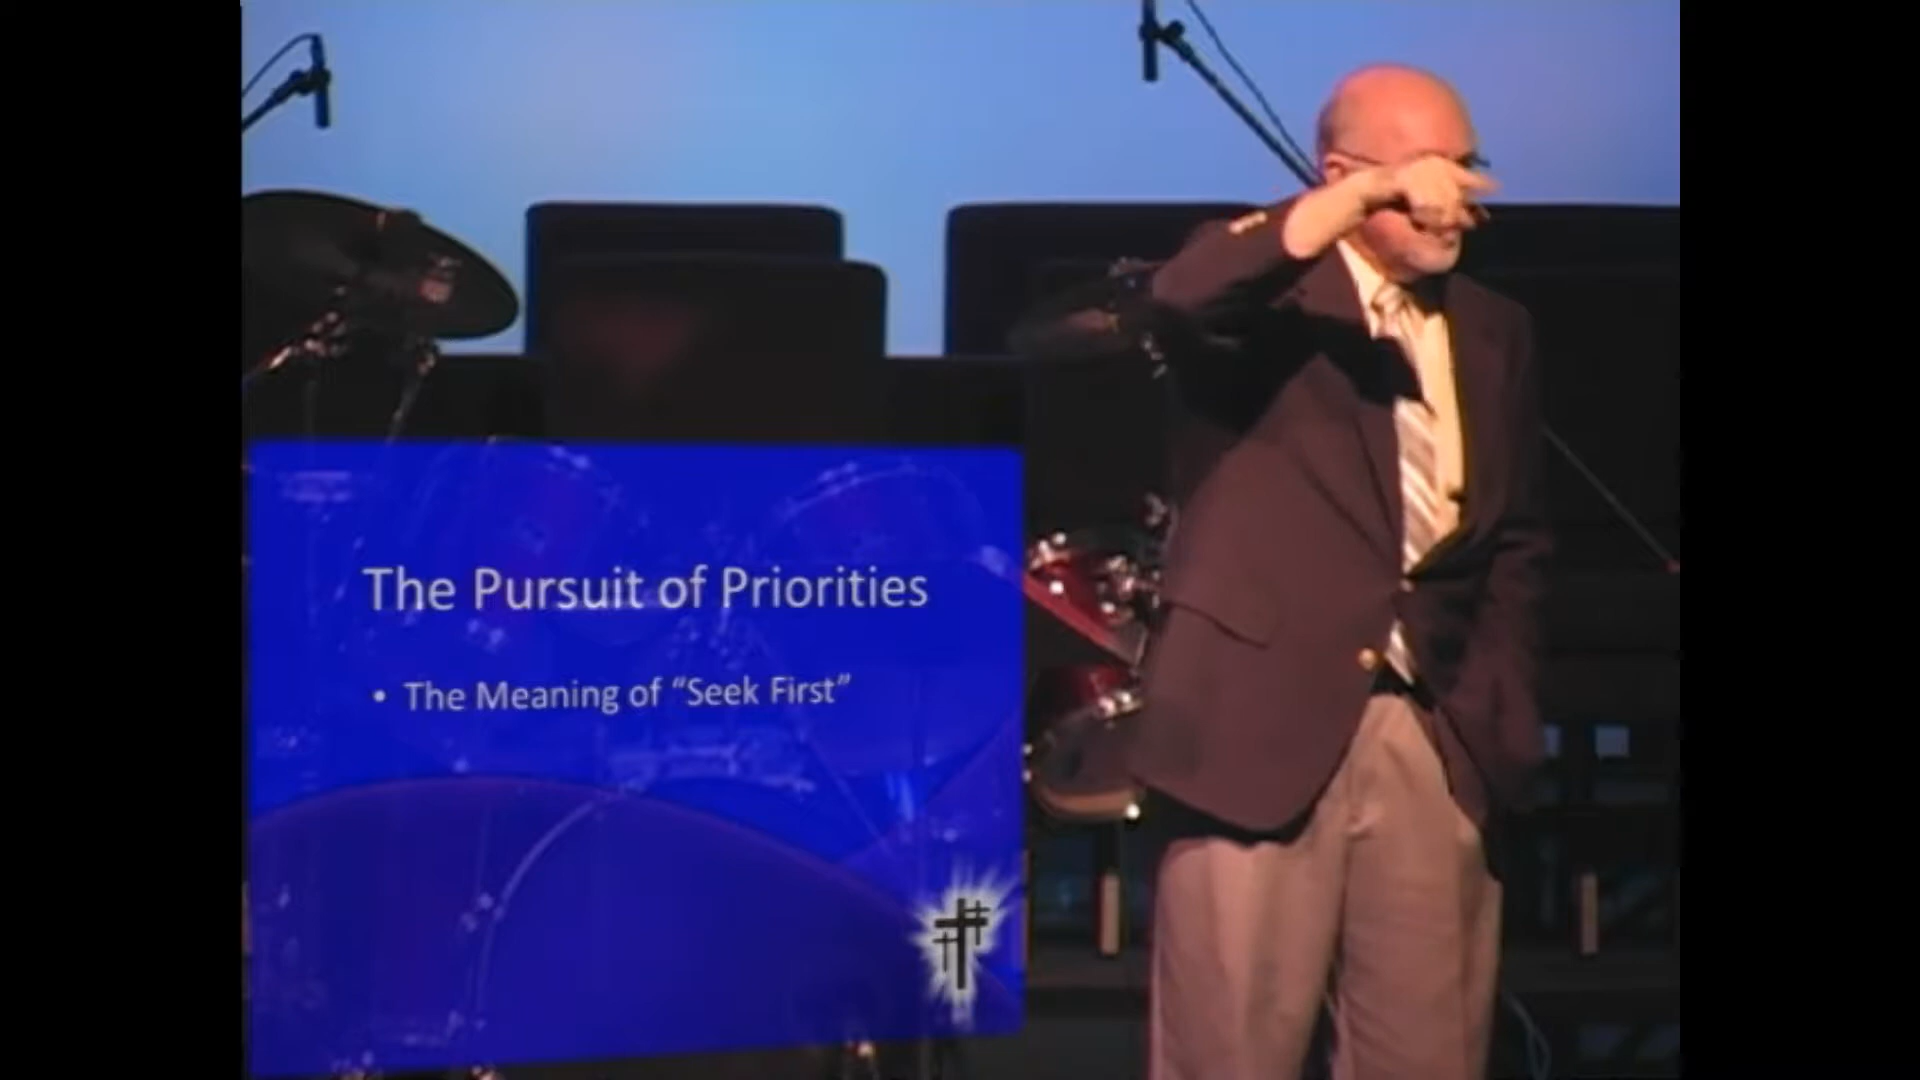 The Pursuit of Priorities
• The Meaning of “Seek First”